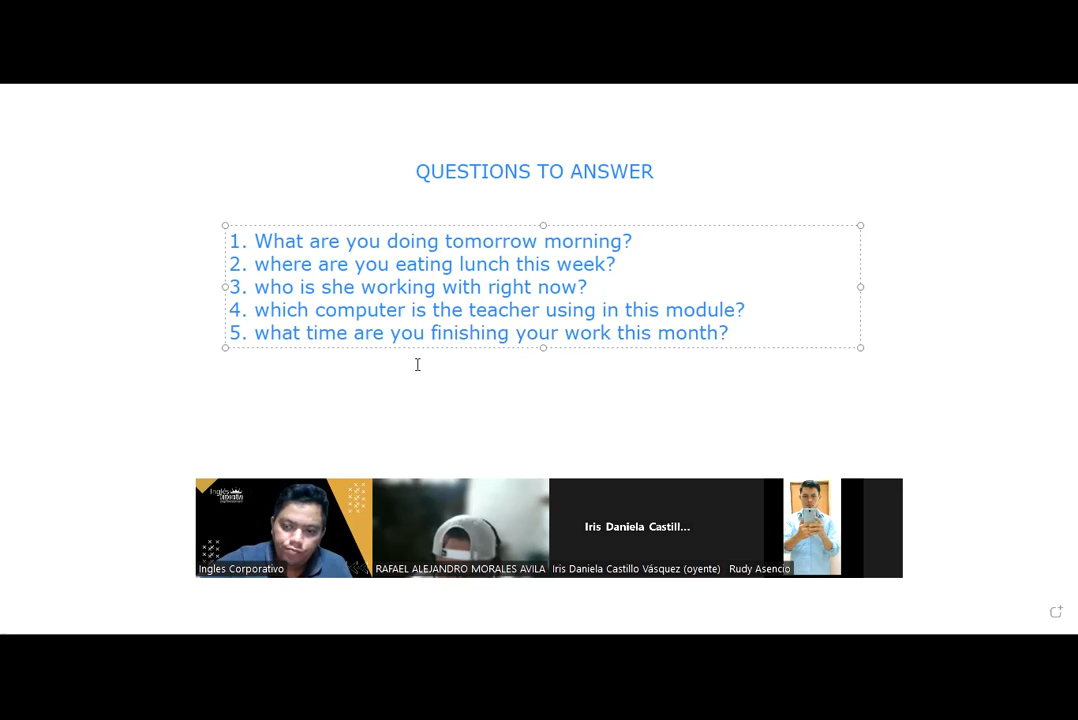 QUESTIONS TO ANSWER
1. What are you doing tomorrow morning?
2. where are you eating lunch this week?
3. who is she working with right now?
4. which computer is the teacher using in this module?
5. what time are you finishing your work this month?
Inglés
Corporativo
Iris Daniela Castill...
Ingles Corporativo
RAFAEL ALEJANDRO MORALES AVILA
Iris Daniela Castillo Vásquez (oyente)
Rudy Asencio